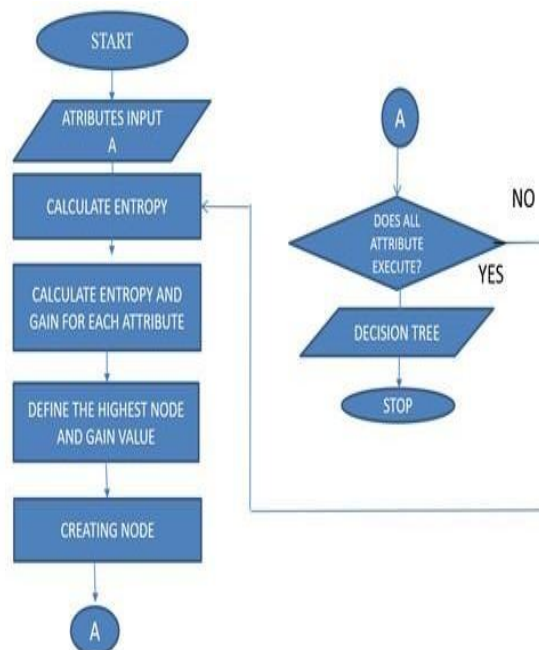 START
ATRIBUTES INPUT
A
CALCULATE ENTROPY
CALCULATE ENTROPY AND
GAIN FOR EACH ATTRIBUTE
DEFINE THE HIGHEST NODE
AND GAIN VALUE
CREATING NODE
A
A
DOES ALL
ATTRIBUTE
EXECUTE?
NO
YES
DECISION TREE
STOP